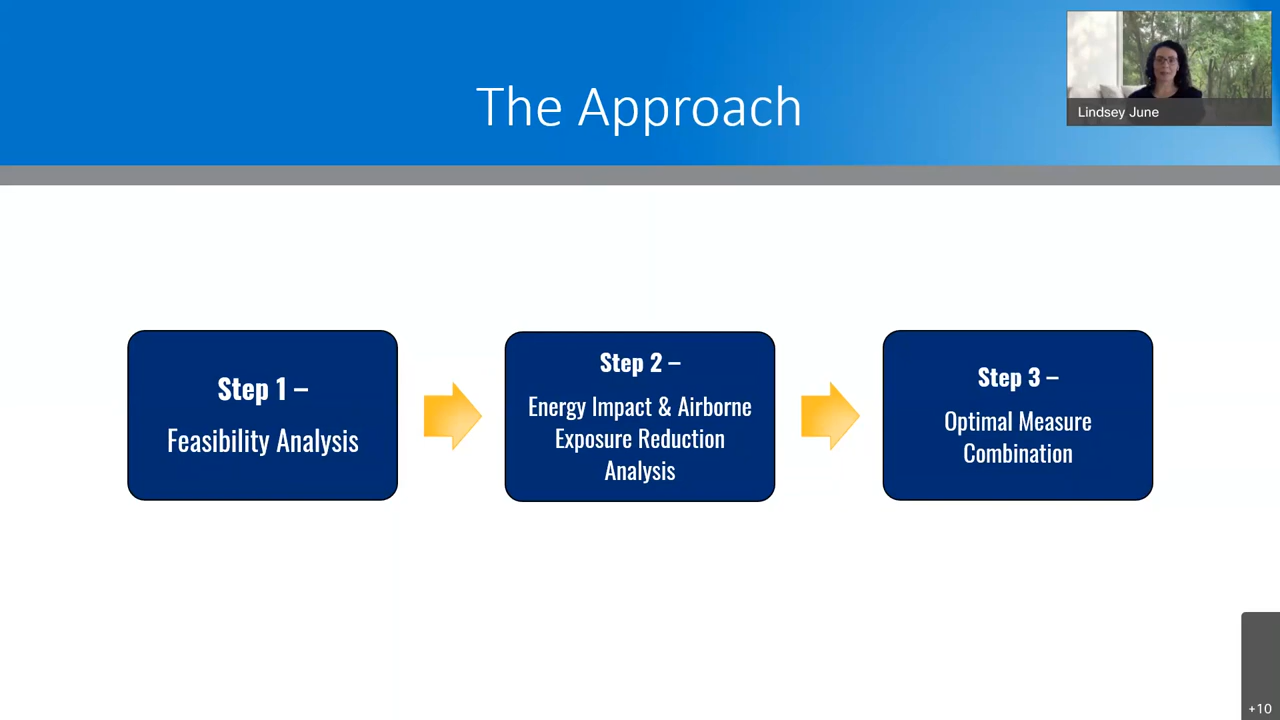 The Approach
Lindsey June
Step 1 –
Feasibility Analysis
Step 2 –
Energy Impact & Airborne
Exposure Reduction
Analysis
Step 3 –
Optimal Measure
Combination
+10